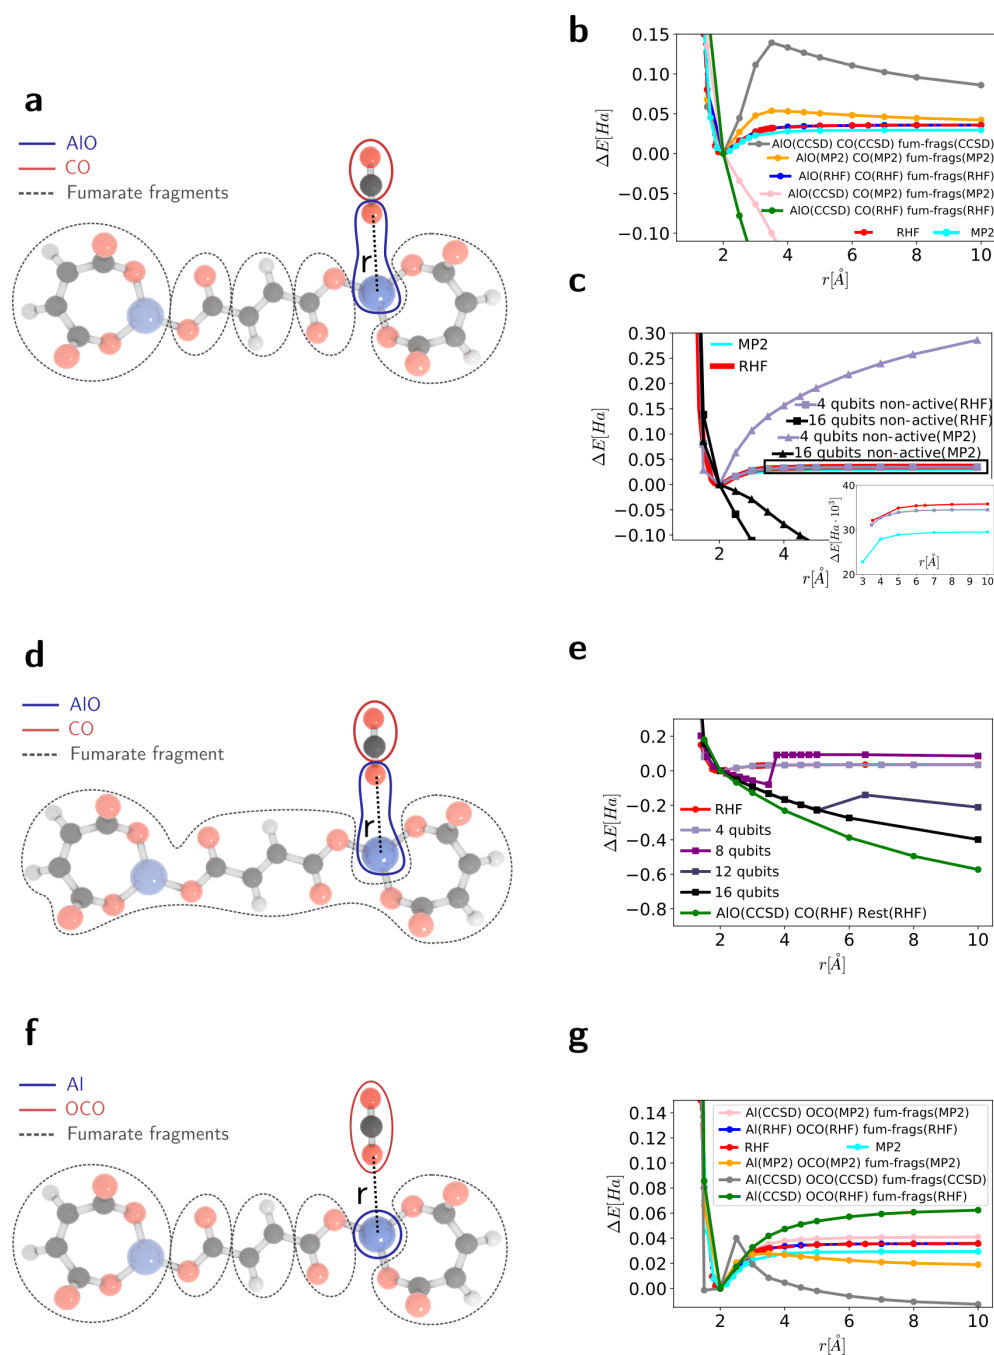 a
AlO
CO
Fumarate fragments
r
b
0.15
0.10
0.05
0.00
−0.05
−0.10
ΔE[Ha]
AlO(CCSD) CO(CCSD) fum-frags(CCSD)
AlO(MP2) CO(MP2) fum-frags(MP2)
AlO(RHF) CO(RHF) fum-frags(RHF)
AlO(CCSD) CO(MP2) fum-frags(MP2)
AlO(CCSD) CO(RHF) fum-frags(RHF)
RHF MP2
2 4 6 8 10
r[Å]
c
0.30
0.25
0.20
0.15
0.10
0.05
0.00
−0.05
−0.10
ΔE[Ha]
MP2
RHF
4 qubits non-active(RHF)
16 qubits non-active(RHF)
4 qubits non-active(MP2)
16 qubits non-active(MP2)
2 4
r[Å]
40
30
20
ΔE[Ha · 10³]
r[Å]
3 4 5 6 7 8 9 10
d
AlO
CO
Fumarate fragment
r
e
0.2
0.0
−0.2
−0.4
−0.6
−0.8
ΔE[Ha]
RHF
4 qubits
8 qubits
12 qubits
16 qubits
AlO(CCSD) CO(RHF) Rest(RHF)
2 4 6 8 10
r[Å]
f
Al
OCO
Fumarate fragments
r
g
0.14
0.12
0.10
0.08
0.06
0.04
0.02
0.00
ΔE[Ha]
Al(CCSD) OCO(MP2) fum-frags(MP2)
Al(RHF) OCO(RHF) fum-frags(RHF)
RHF MP2
Al(MP2) OCO(MP2) fum-frags(MP2)
Al(CCSD) OCO(CCSD) fum-frags(CCSD)
Al(CCSD) OCO(RHF) fum-frags(RHF)
2 4 6 8 10
r[Å]